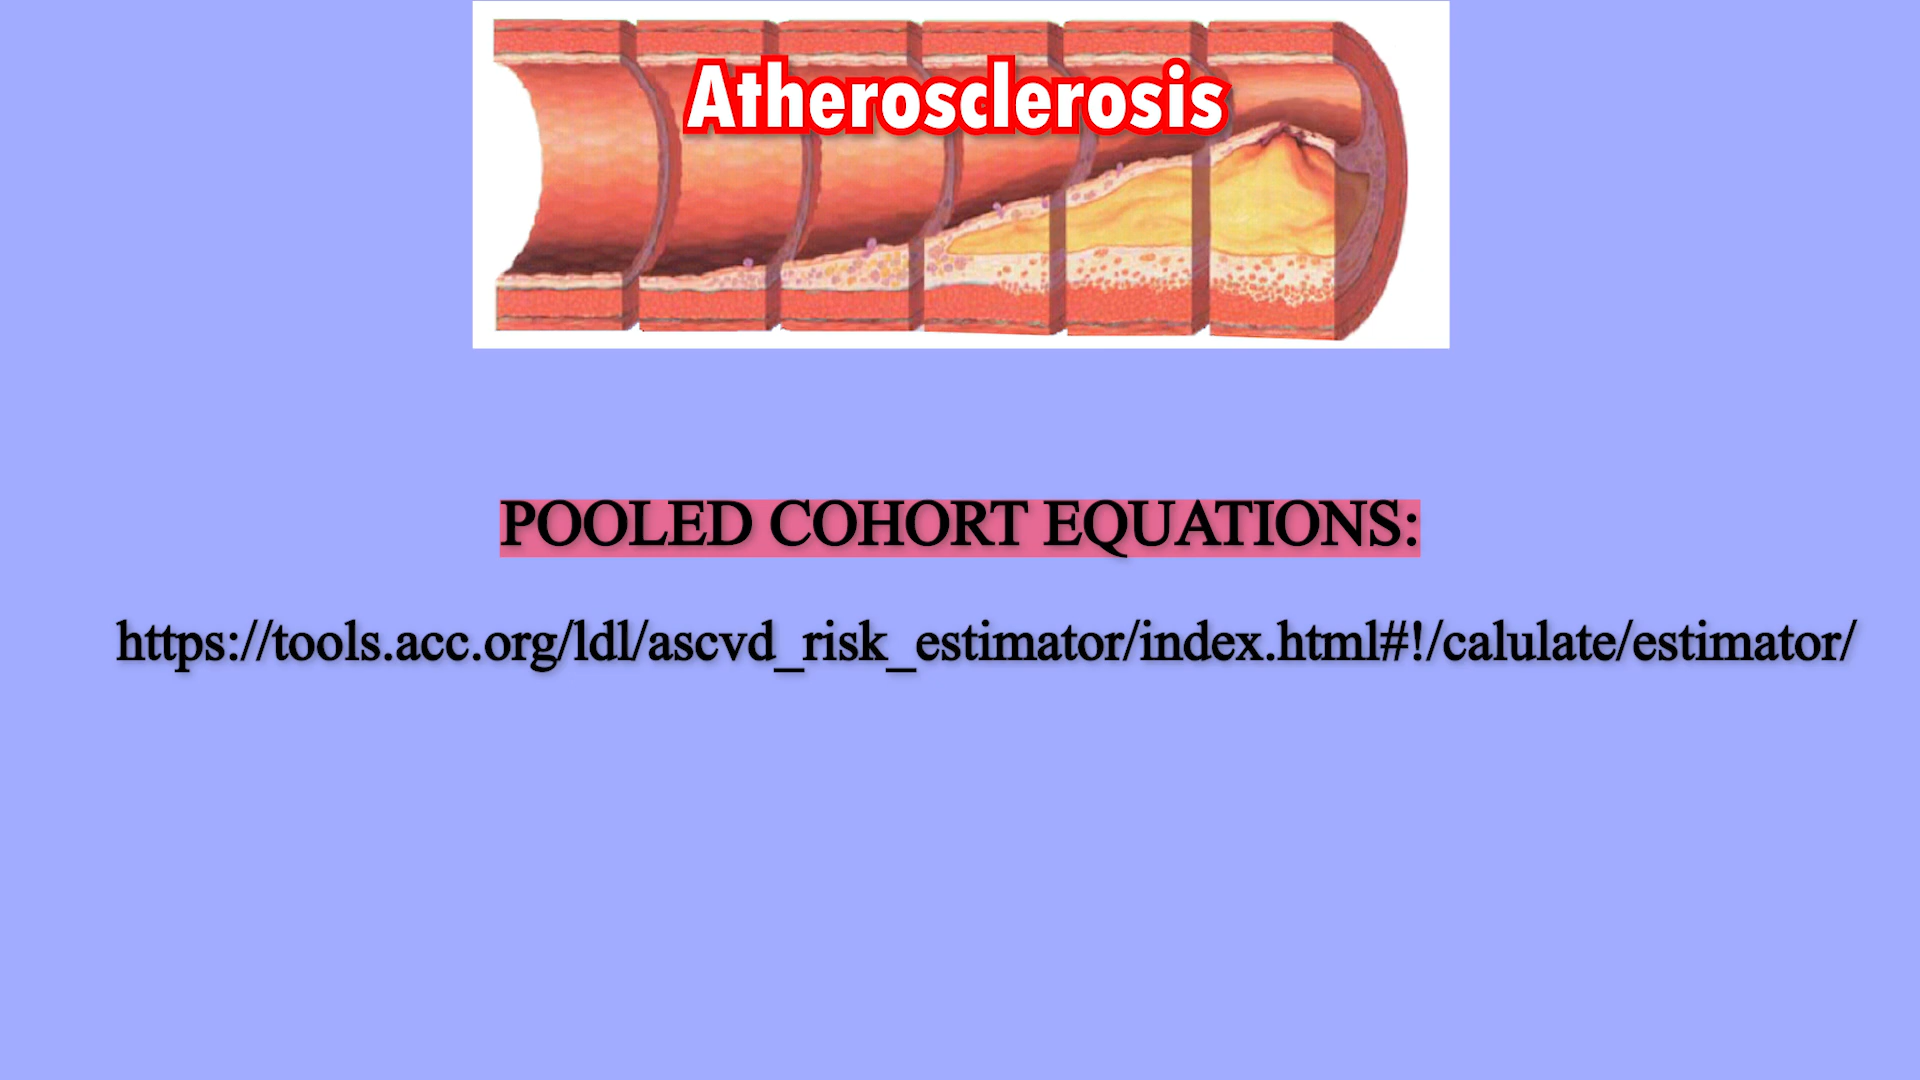 Atherosclerosis
POOLED COHORT EQUATIONS:
https://tools.acc.org/ldl/ascvd_risk_estimator/index.html#!/calulate/estimator/